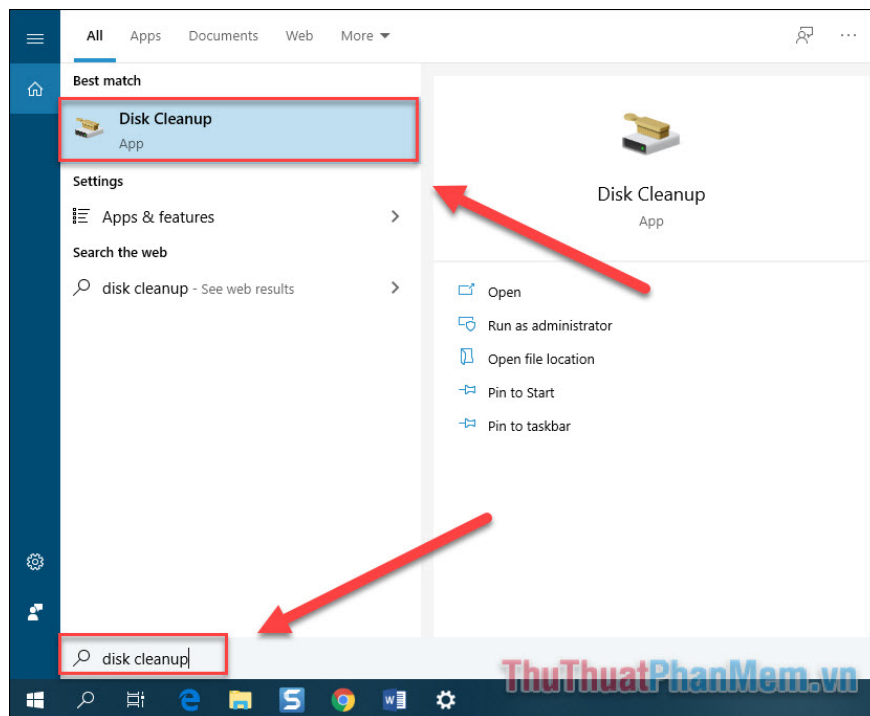 All Apps Documents Web More
Best match
Disk Cleanup
App
Settings
Apps & features
Search the web
disk cleanup - See web results
Disk Cleanup
App
Open
Run as administrator
Open file location
Pin to Start
Pin to taskbar
disk cleanup
ThuThuatPhanMem.vn